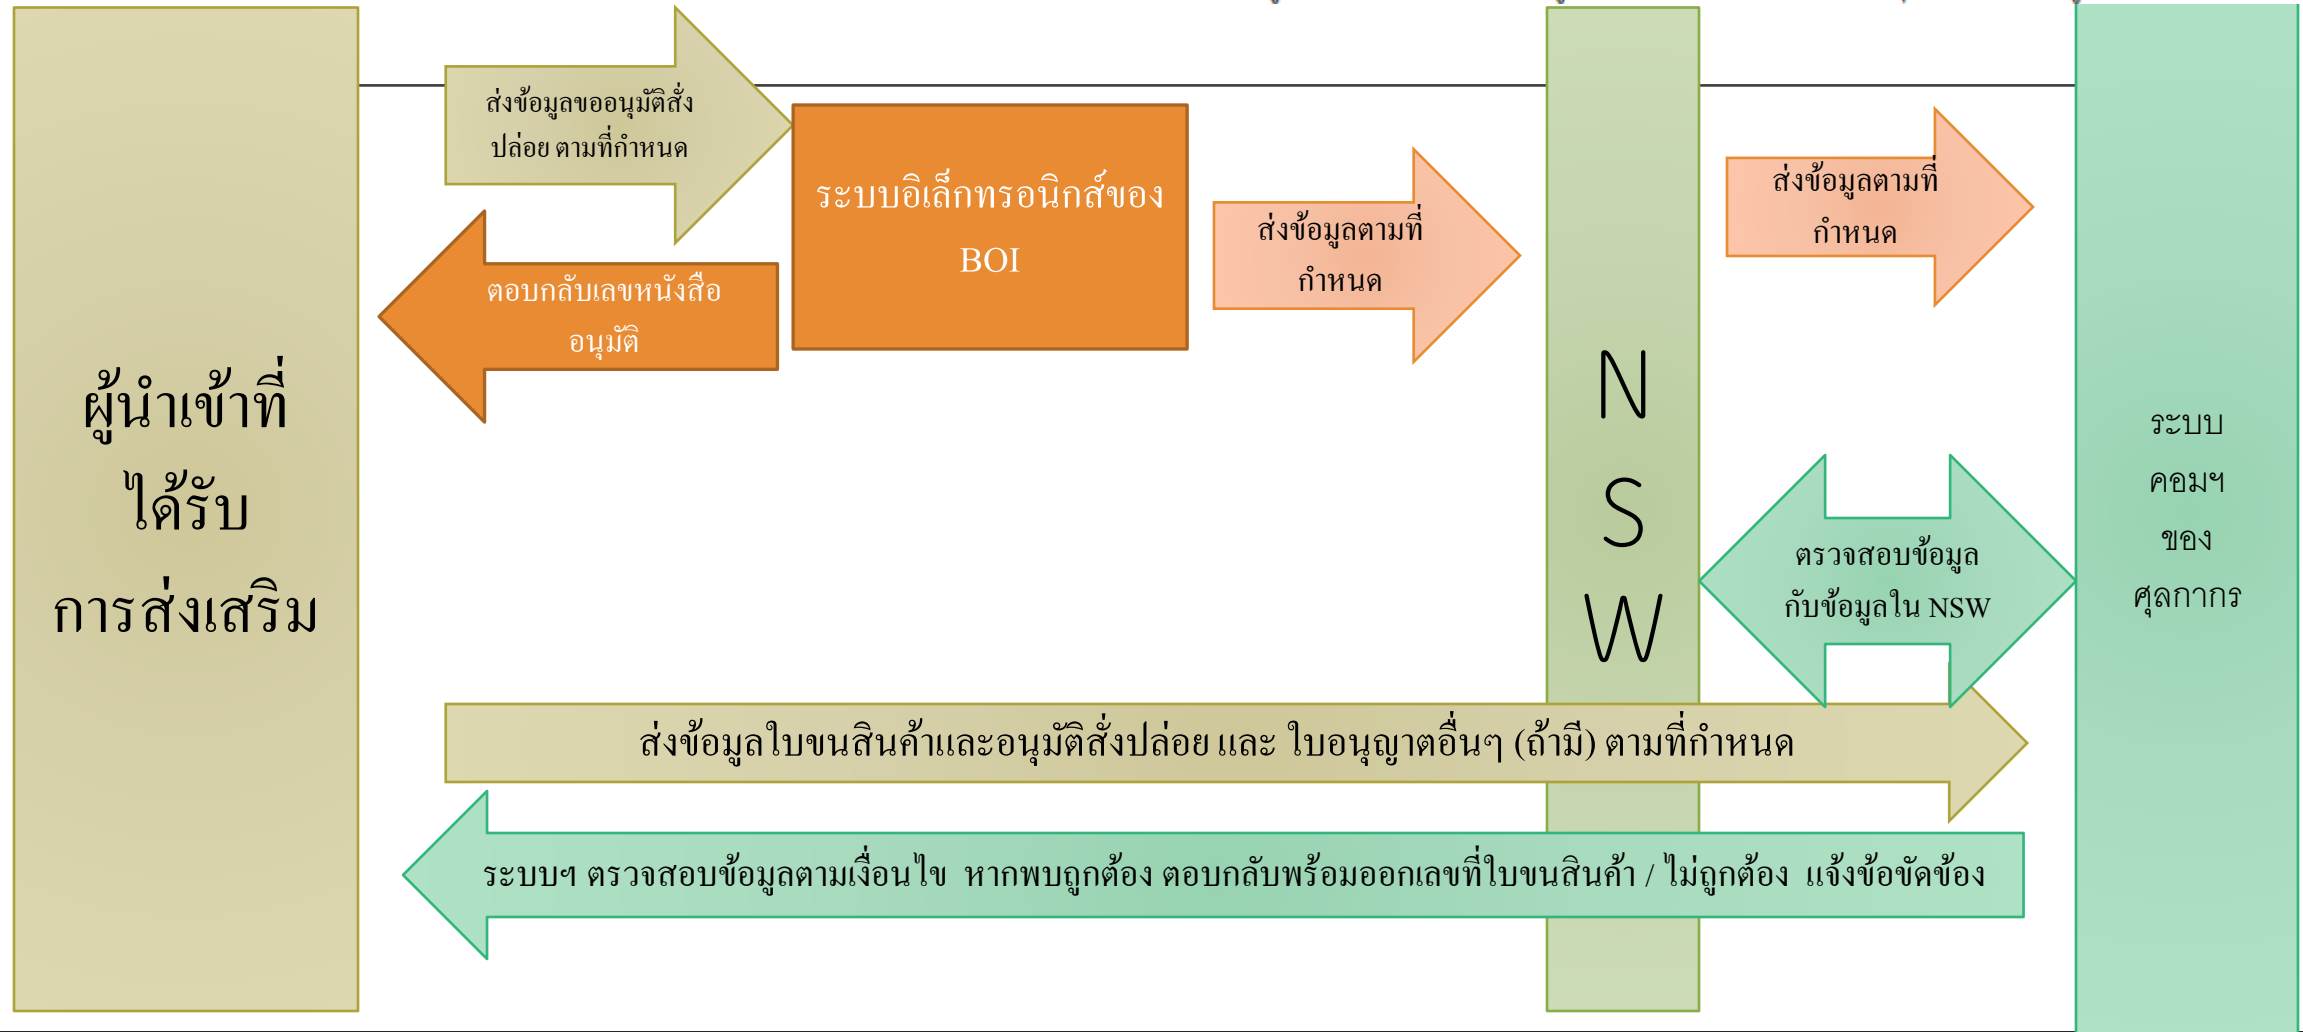 ผู้นำเข้าที่
ได้รับ
การส่งเสริม
ส่งข้อมูลขออนุมัติสั่ง
ปล่อย ตามที่กำหนด
ตอบกลับเลขหนังสือ
อนุมัติ
ระบบอิเล็กทรอนิกส์ของ
BOI
ส่งข้อมูลตามที่
กำหนด
N
S
W
ส่งข้อมูลตามที่
กำหนด
ตรวจสอบข้อมูล
กับข้อมูลใน NSW
ระบบ
คอมฯ
ของ
ศุลกากร
ส่งข้อมูลใบขนสินค้าและอนุมัติสั่งปล่อย และ ใบอนุญาตอื่นๆ (ถ้ามี) ตามที่กำหนด
ระบบฯ ตรวจสอบข้อมูลตามเงื่อนไข หากพบถูกต้อง ตอบกลับพร้อมออกเลขที่ใบขนสินค้า / ไม่ถูกต้อง แจ้งข้อขัดข้อง